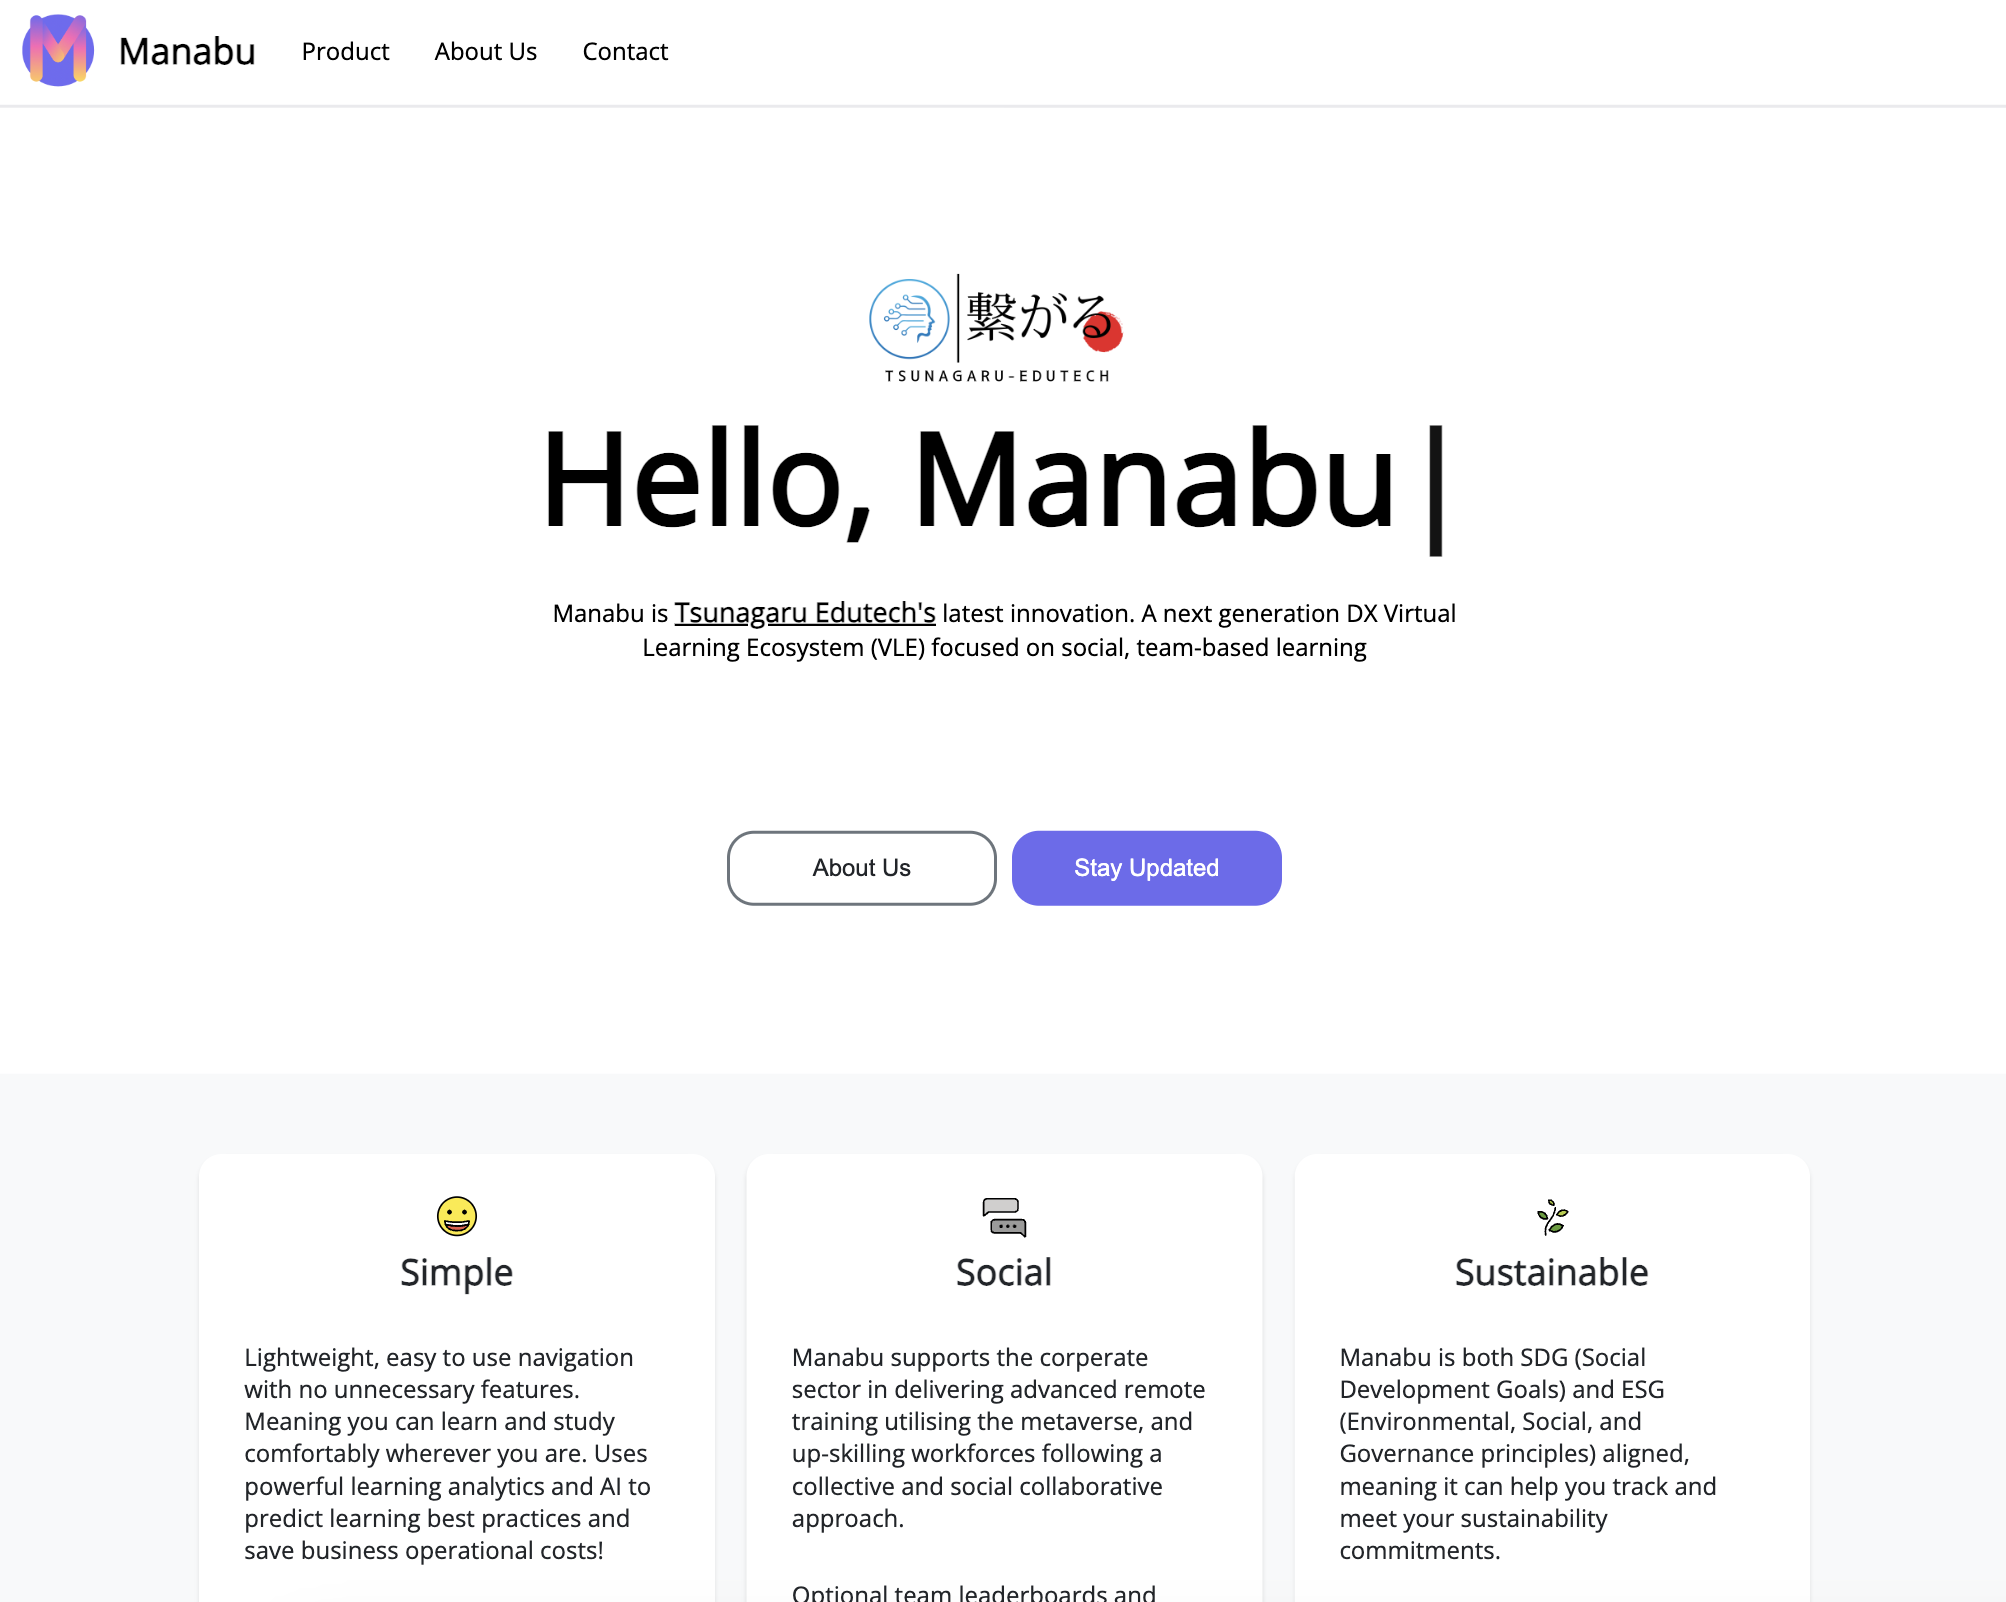 Manabu
Product
About Us
Contact
繋がる
TSUNAGARU-EDUTECH
Hello, Manabu|
Manabu is Tsunagaru Edutech's latest innovation. A next generation DX Virtual
Learning Ecosystem (VLE) focused on social, team-based learning
About Us
Stay Updated
Simple
Lightweight, easy to use navigation
with no unnecessary features.
Meaning you can learn and study
comfortably wherever you are. Uses
powerful learning analytics and AI to
predict learning best practices and
save business operational costs!
Social
Manabu supports the corperate
sector in delivering advanced remote
training utilising the metaverse, and
up-skilling workforces following a
collective and social collaborative
approach.
Optional team leaderboards and
Sustainable
Manabu is both SDG (Social
Development Goals) and ESG
(Environmental, Social, and
Governance principles) aligned,
meaning it can help you track and
meet your sustainability
commitments.